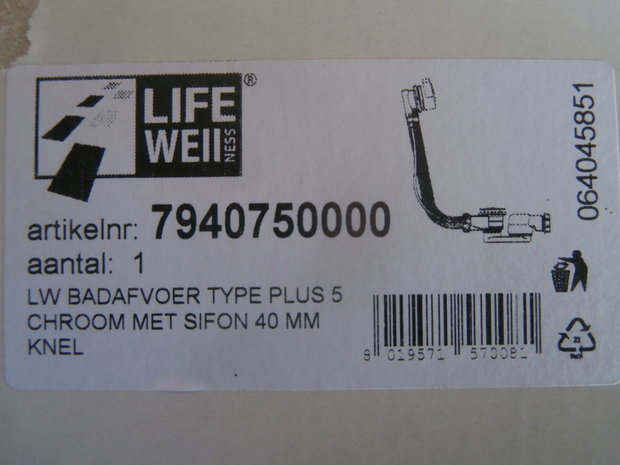 LIFE
WEll
NESS
®
artikelnr: 7940750000
aantal: 1
LW BADAFVOER TYPE PLUS 5
CHROOM MET SIFON 40 MM
KNEL
064045851
8 019571 570081